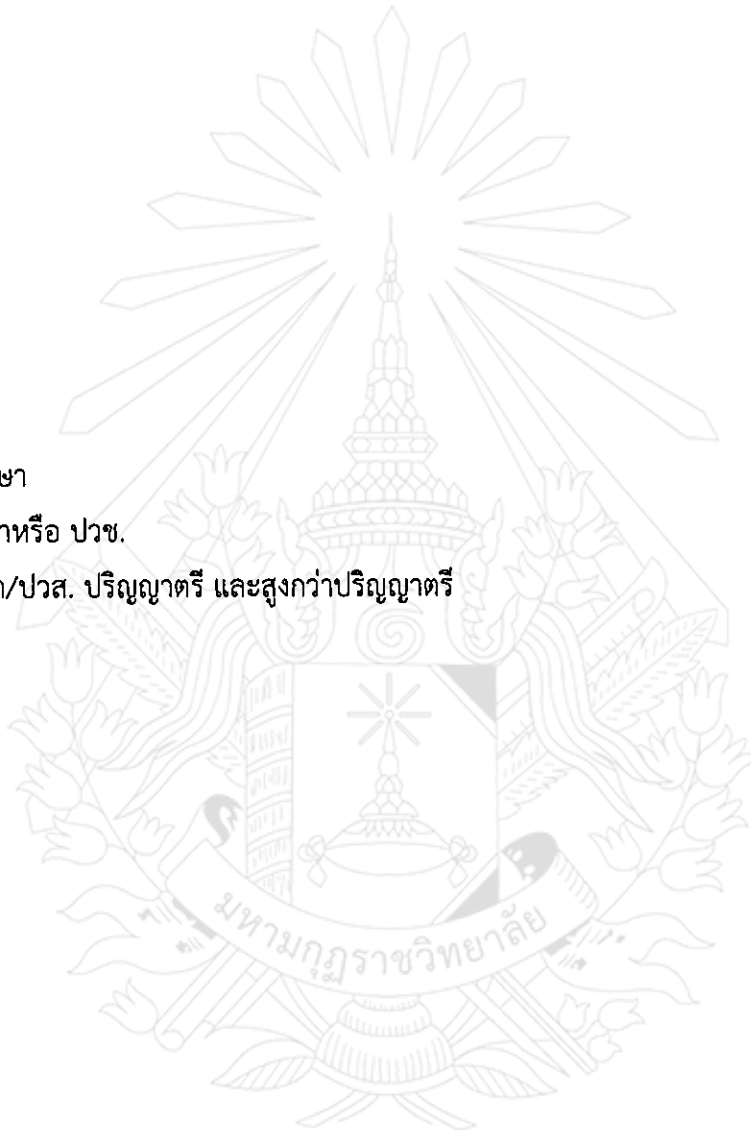 ษา
าหรือ ปวช.
า/ปวส. ปริญญาตรี และสูงกว่าปริญญาตรี
มหามกุฏราชวิทยาลัย